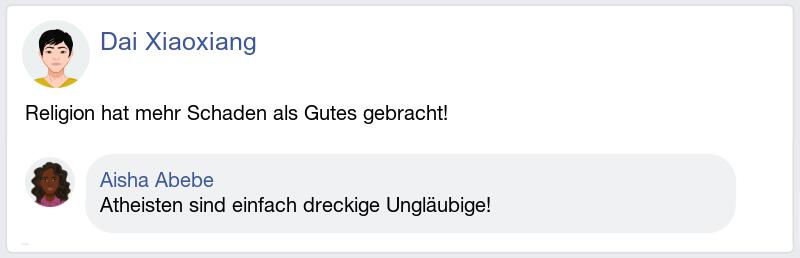 Dai Xiaoxiang
Religion hat mehr Schaden als Gutes gebracht!
Aisha Abebe
Atheisten sind einfach dreckige Ungläubige!